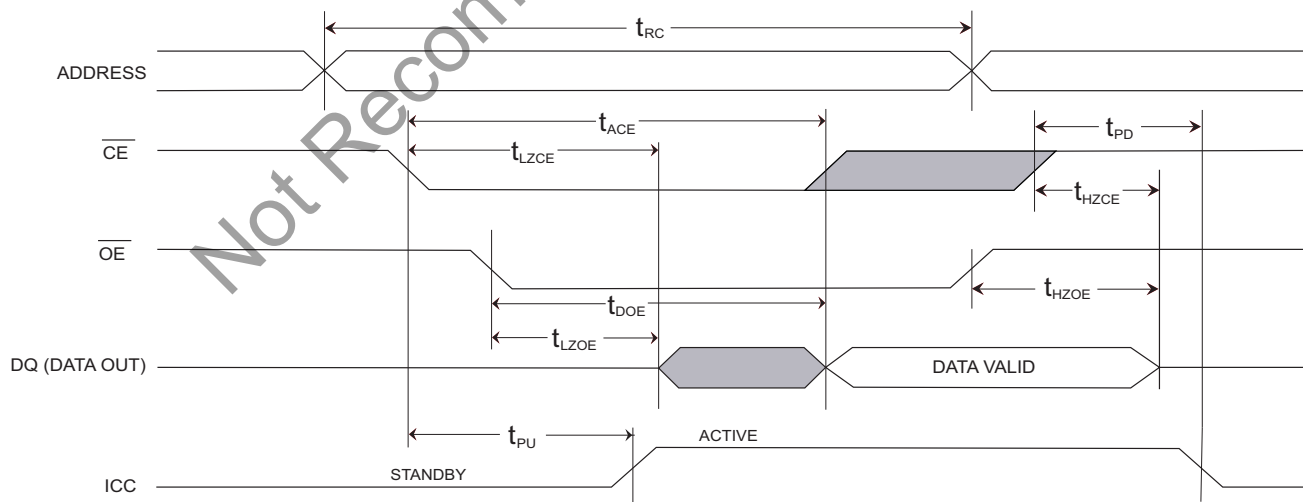 Not Recom
tRC
ADDRESS
tACE
tPD
CE
tLZCE
tHZCE
OE
tHZOE
tDOE
tLZOE
DQ (DATA OUT)
DATA VALID
tPU
ACTIVE
STANDBY
ICC